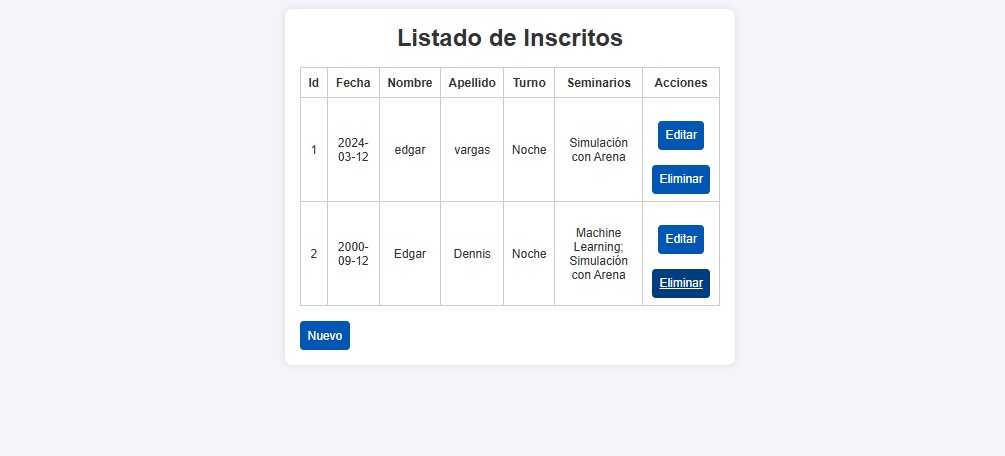 Listado de Inscritos
Id Fecha Nombre Apellido Turno Seminarios Acciones
1 2024-03-12 edgar vargas Noche Simulación con Arena Editar Eliminar
2 2000-09-12 Edgar Dennis Noche Machine Learning; Simulación con Arena Editar Eliminar
Nuevo